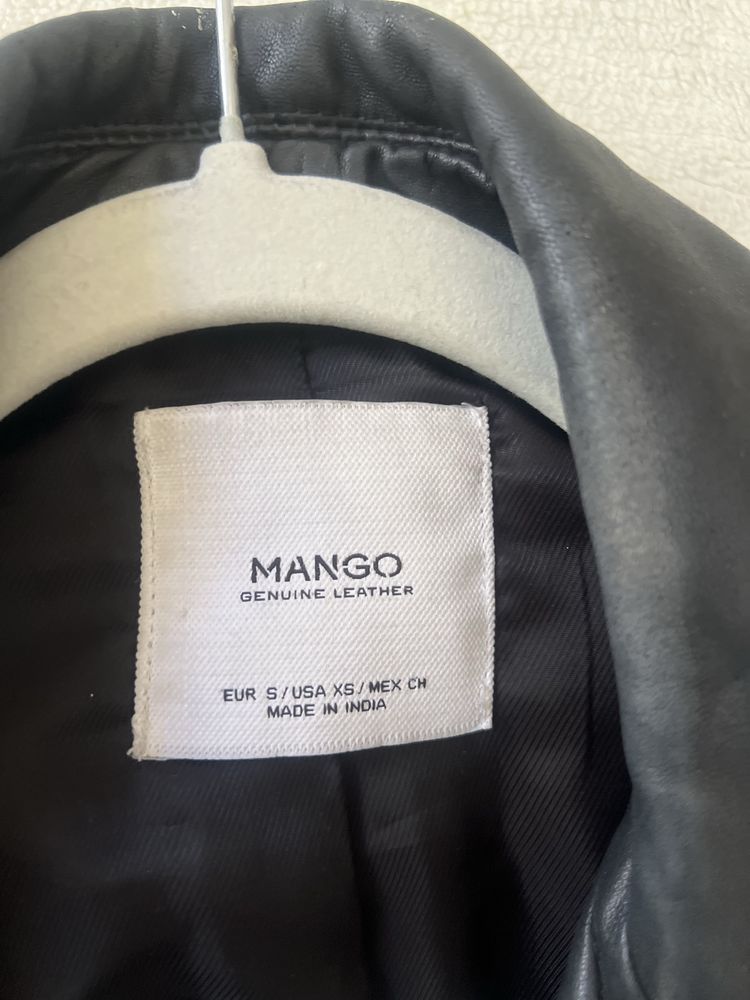 MANGO
GENUINE LEATHER
EUR S / USA XS / MEX CH
MADE IN INDIA